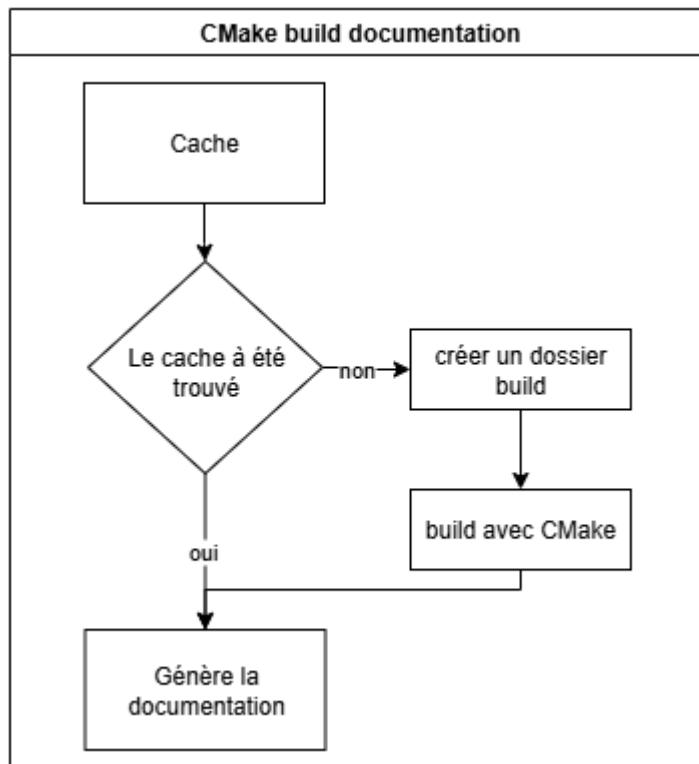 CMake build documentation
Cache
Le cache à été
trouvé
non
créer un dossier
build
build avec CMake
oui
Génère la
documentation